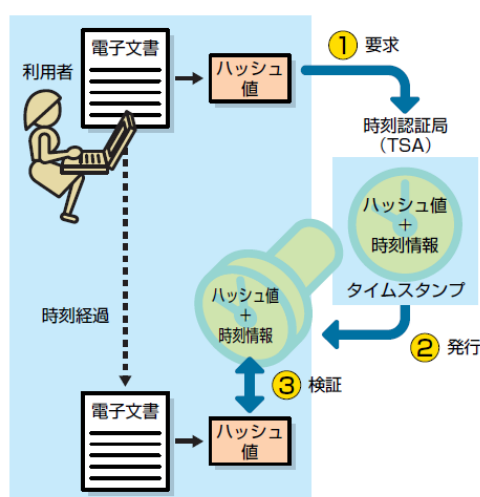 電子文書
利用者
ハッシュ
値
① 要求
時刻認証局
(TSA)
ハッシュ値
+
時刻情報
タイムスタンプ
② 発行
ハッシュ値
+
時刻情報
時刻経過
③ 検証
電子文書
ハッシュ
値